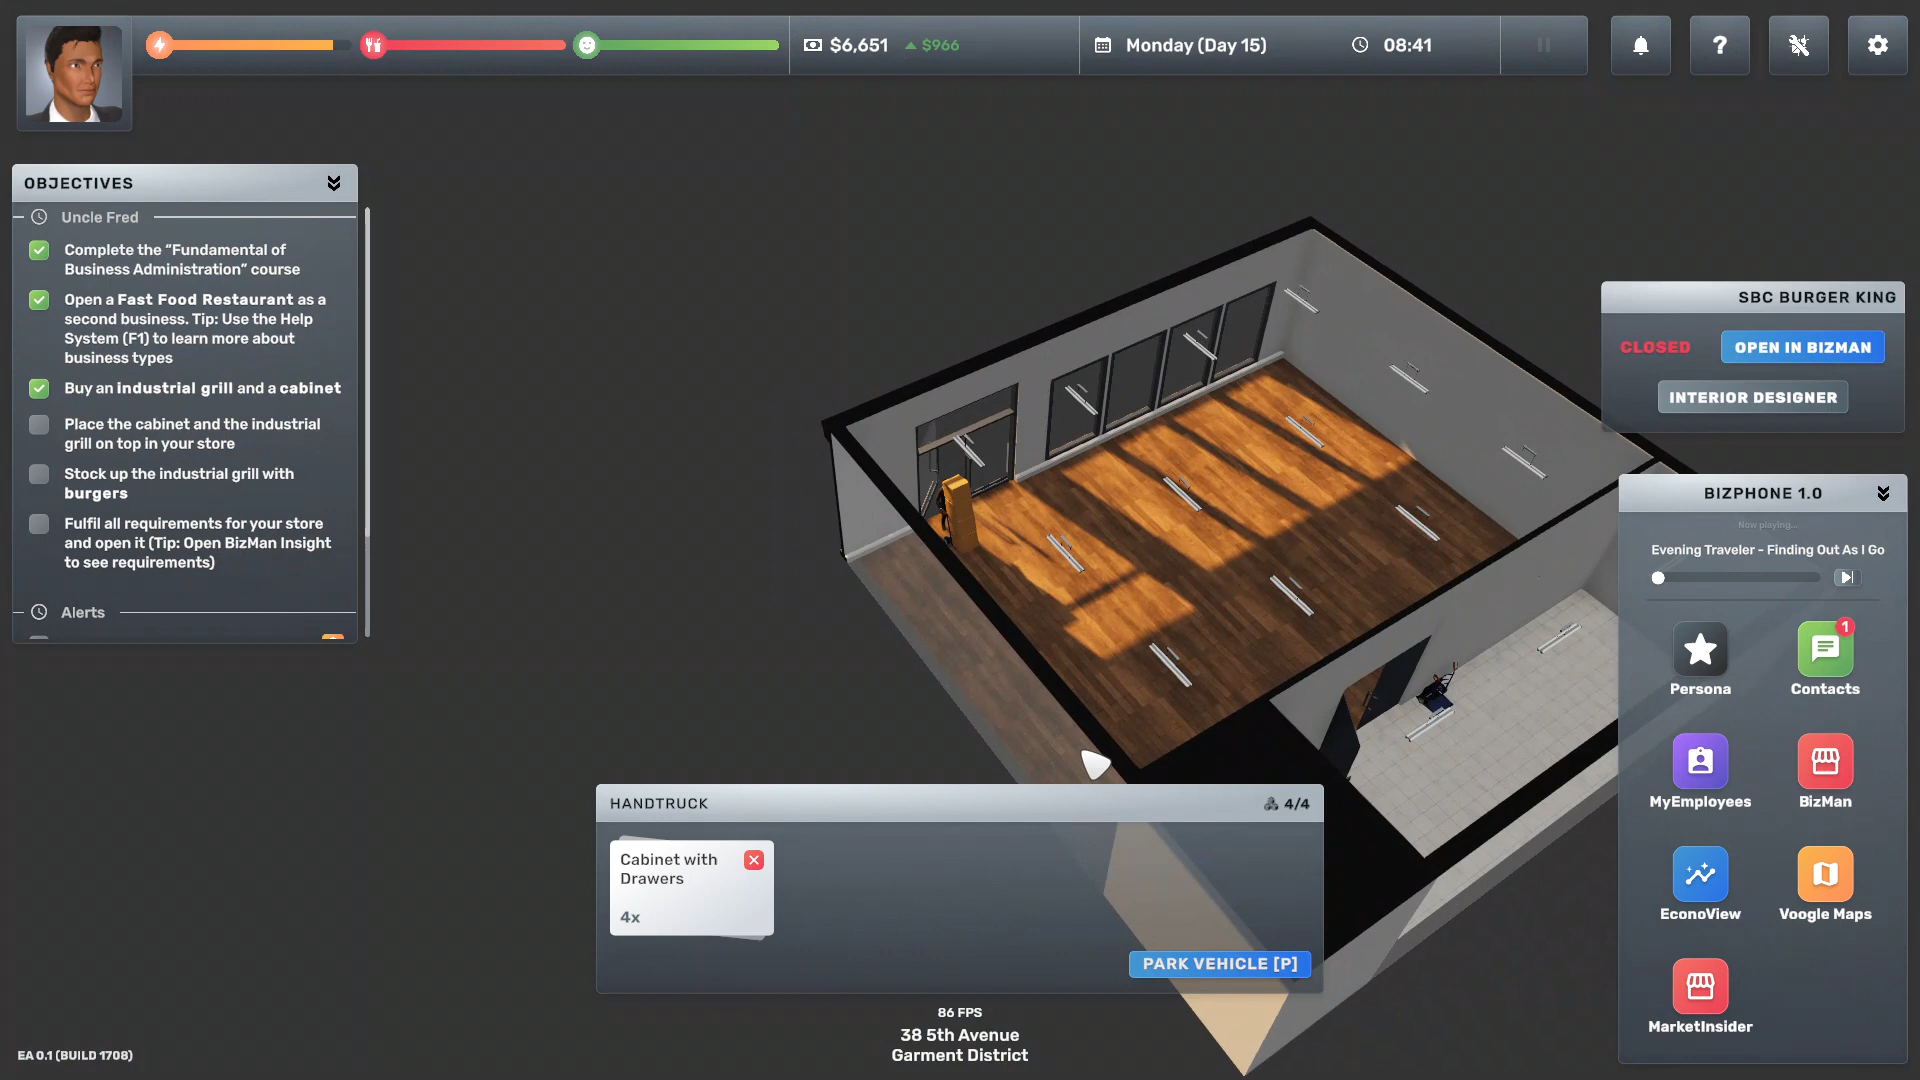 $6,651
$966
Monday (Day 15)
08:41
?
OBJECTIVES
Uncle Fred
Complete the "Fundamental of
Business Administration" course
Open a Fast Food Restaurant as a
second business. Tip: Use the Help
System (F1) to learn more about
business types
Buy an industrial grill and a cabinet
Place the cabinet and the industrial
grill on top in your store
Stock up the industrial grill with
burgers
Fulfil all requirements for your store
and open it (Tip: Open BizMan Insight
to see requirements)
Alerts
SBC BURGER KING
CLOSED
OPEN IN BIZMAN
INTERIOR DESIGNER
BIZPHONE 1.0
Now playing...
Evening Traveler - Finding Out As I Go
Persona
1
Contacts
MyEmployees
BizMan
EconoView
Voogle Maps
MarketInsider
HANDTRUCK
4/4
Cabinet with
Drawers
4x
PARK VEHICLE [P]
86 FPS
38 5th Avenue
Garment District
EA 0.1 (BUILD 1708)